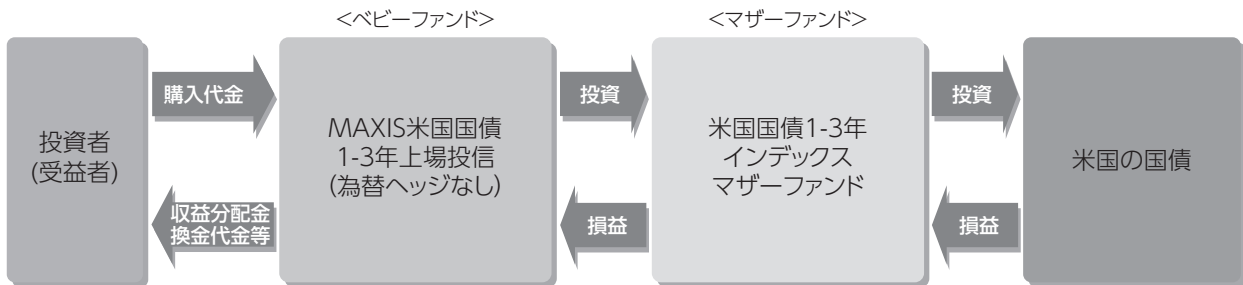 <ベビーファンド>
<マザーファンド>
投資者
(受益者)
購入代金
収益分配金
換金代金等
MAXIS米国国債
1-3年上場投信
(為替ヘッジなし)
投資
損益
米国国債1-3年
インデックス
マザーファンド
投資
損益
米国の国債